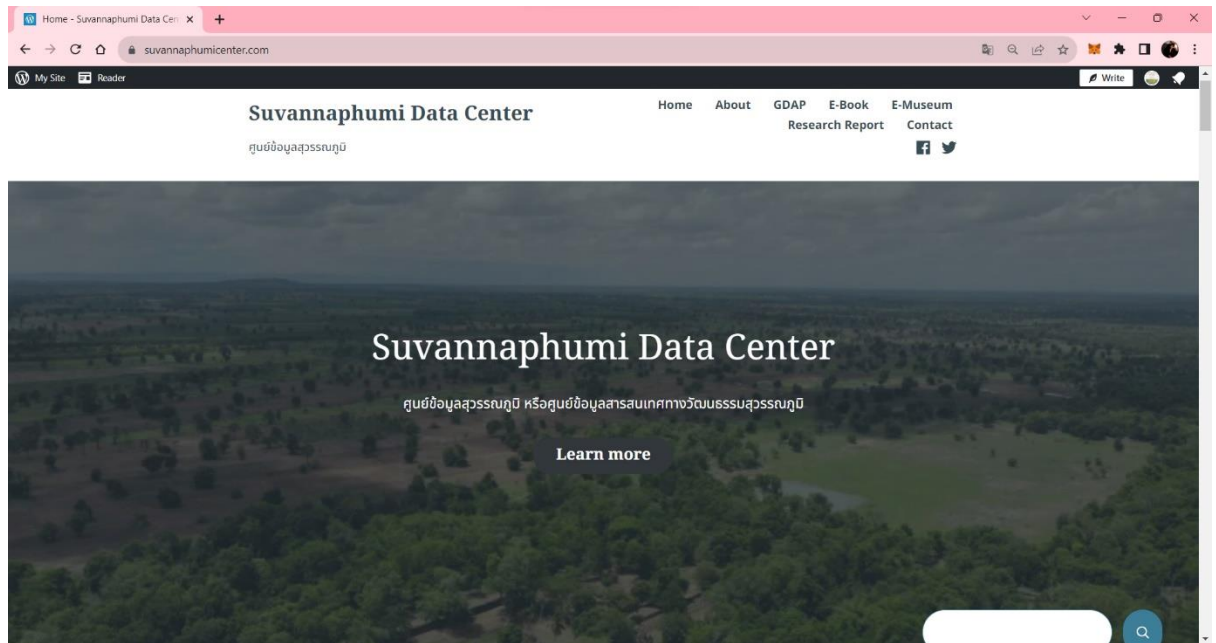 Home - Suvannaphumi Data Cen
suvannaphumicenter.com
My Site Reader Write
Suvannaphumi Data Center
ศูนย์ข้อมูลสุวรรณภูมิ
Home About GDAP E-Book E-Museum
Research Report Contact
Suvannaphumi Data Center
ศูนย์ข้อมูลสุวรรณภูมิ หรือศูนย์ข้อมูลสารสนเทศทางวัฒนธรรมสุวรรณภูมิ
Learn more